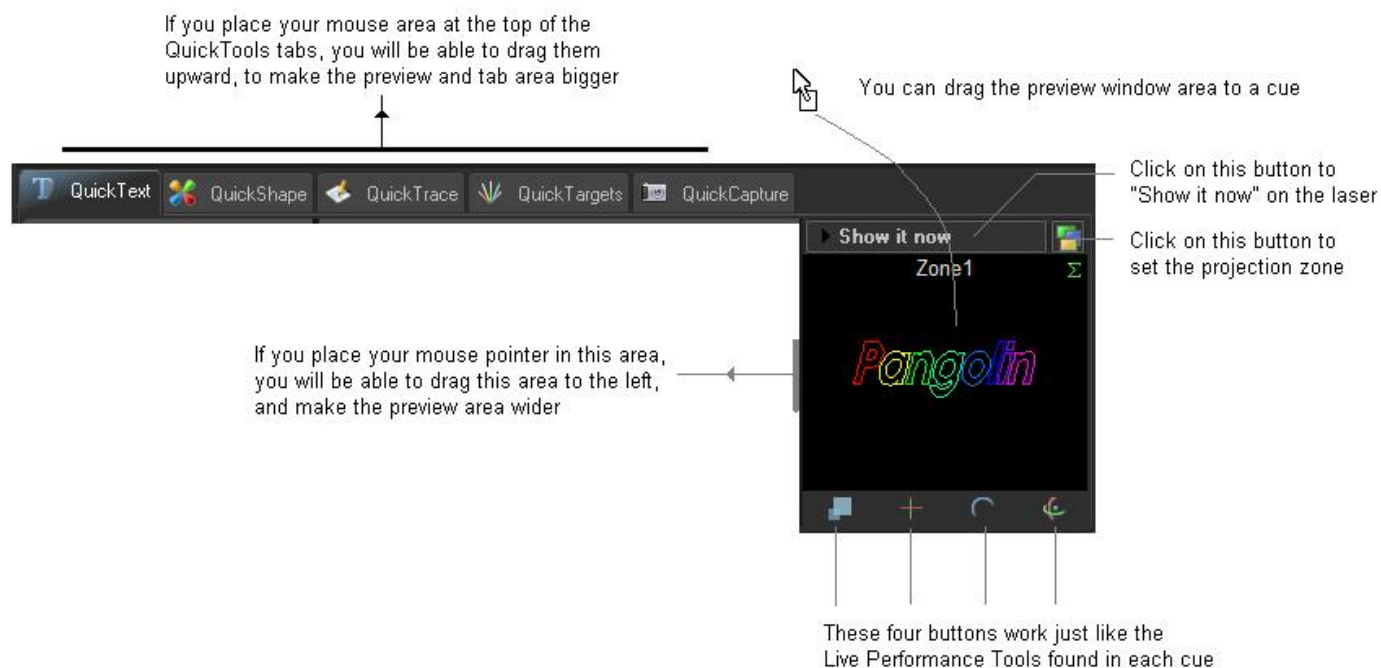 If you place your mouse area at the top of the
QuickTools tabs, you will be able to drag them
upward, to make the preview and tab area bigger
You can drag the preview window area to a cue
Click on this button to
"Show it now" on the laser
QuickText QuickShape QuickTrace QuickTargets QuickCapture
Show it now
Click on this button to
set the projection zone
Zone1 Σ
Pangolin
If you place your mouse pointer in this area,
you will be able to drag this area to the left,
and make the preview area wider
These four buttons work just like the
Live Performance Tools found in each cue